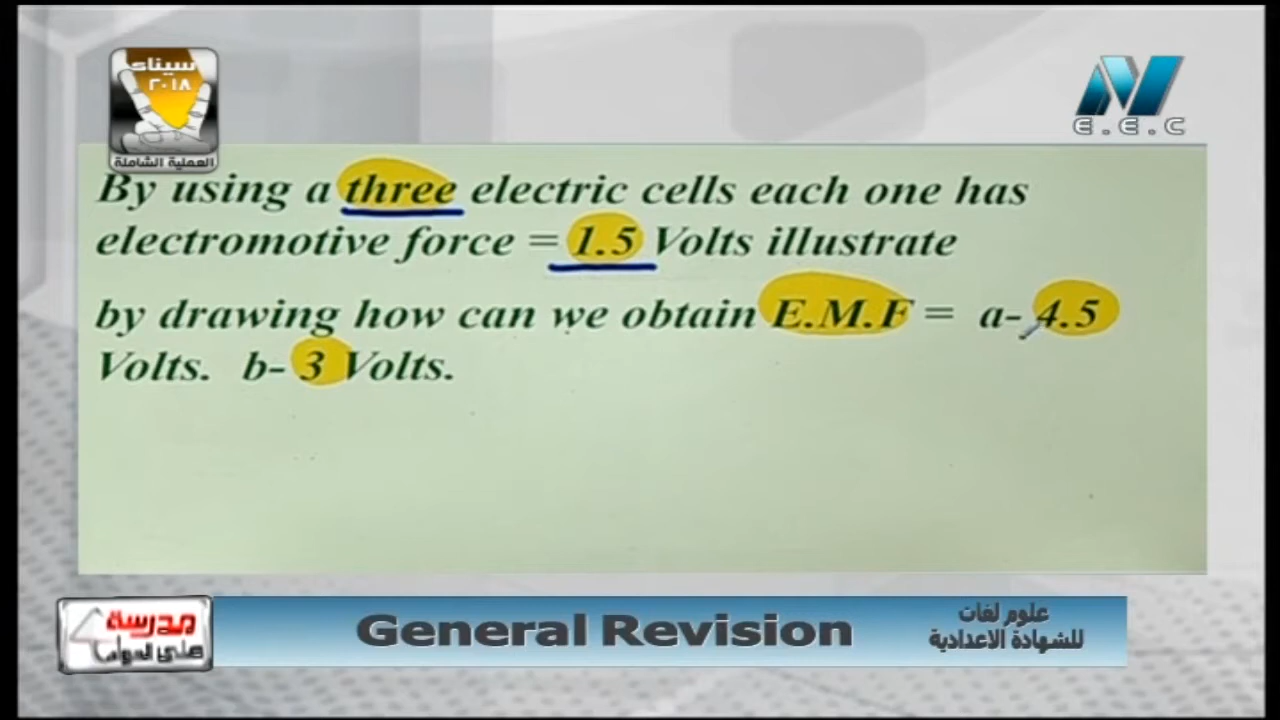 سيناء
٢٠١٨
العملية الشاملة
E.E.C
By using a three electric cells each one has
electromotive force = 1.5 Volts illustrate
by drawing how can we obtain E.M.F = a- 4.5
Volts. b- 3 Volts.
مدرسة
على الهواء
General Revision
علوم لغات
للشهادة الاعدادية